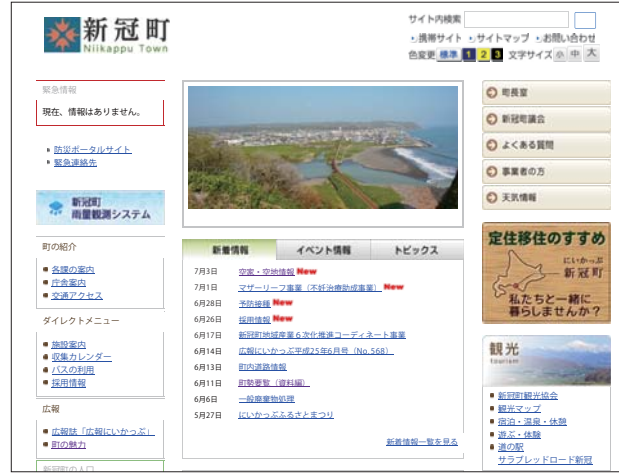 新冠町
Niikappu Town
サイト内検索
携帯サイト サイトマップ お問い合わせ
色変更 標準 1 2 3 文字サイズ 小 中 大
緊急情報
現在、情報はありません。
防災ポータルサイト
緊急連絡先
新冠町
雨量観測システム
町の紹介
各課の案内
庁舎案内
交通アクセス
ダイレクトメニュー
施設案内
収集カレンダー
バスの利用
採用情報
広報
広報誌「広報にいかっぷ」
町の魅力
新冠町の人口
新着情報 イベント情報 トピックス
7月3日 空家・空地情報 New
7月1日 マザーリーフ事業（不妊治療助成事業） New
6月28日 予防接種 New
6月26日 採用情報 New
6月17日 新冠町地域産業６次化推進コーディネート事業
6月14日 広報にいかっぷ平成25年6月号（No.568）
6月13日 町内道路情報
6月11日 町勢要覧（資料編）
6月6日 一般廃棄物処理
5月27日 にいかっぷふるさとまつり
新着情報一覧を見る
町長室
新冠町議会
よくある質問
事業者の方
天気情報
定住移住のすすめ
にいかっぷ
新冠町
私たちと一緒に
暮らしませんか？
観光
tourism
新冠町観光協会
観光マップ
宿泊・温泉・休憩
遊ぶ・体験
道の駅
サラブレッドロード新冠